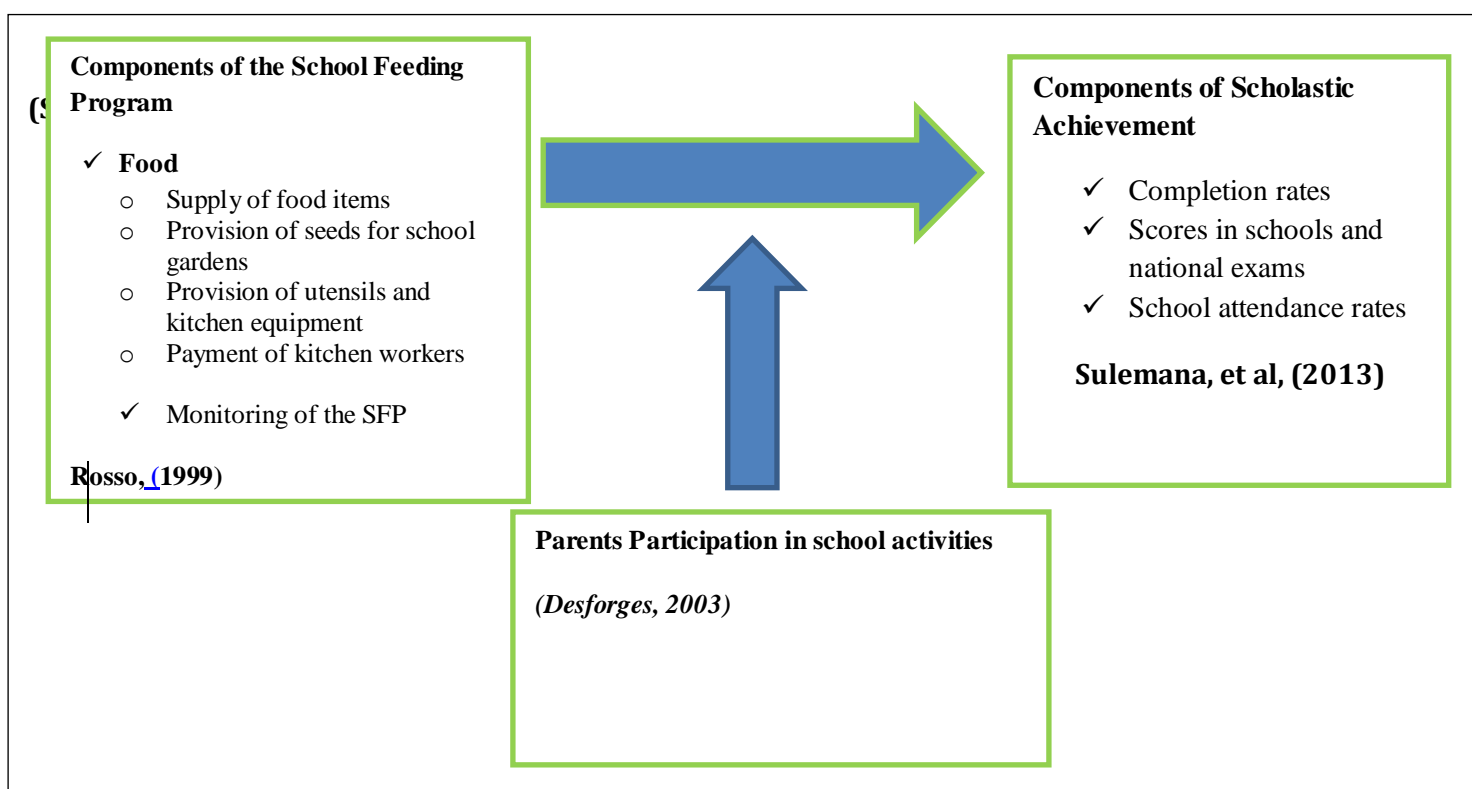 Components of the School Feeding
Program
(S
✓ Food
o Supply of food items
o Provision of seeds for school
gardens
o Provision of utensils and
kitchen equipment
o Payment of kitchen workers
✓ Monitoring of the SFP
Rosso, (1999)
Components of Scholastic
Achievement
✓ Completion rates
✓ Scores in schools and
national exams
✓ School attendance rates
Sulemana, et al, (2013)
Parents Participation in school activities
(Desforges, 2003)